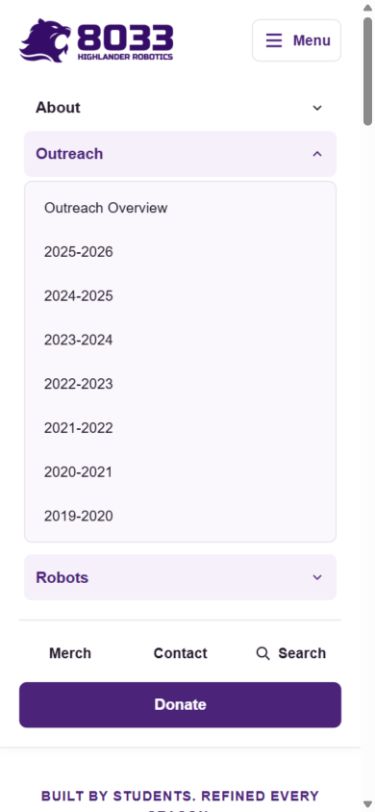 8033
HIGHLANDER ROBOTICS
Menu
About
Outreach
Outreach Overview
2025-2026
2024-2025
2023-2024
2022-2023
2021-2022
2020-2021
2019-2020
Robots
Merch
Contact
Search
Donate
BUILT BY STUDENTS. REFINED EVERY